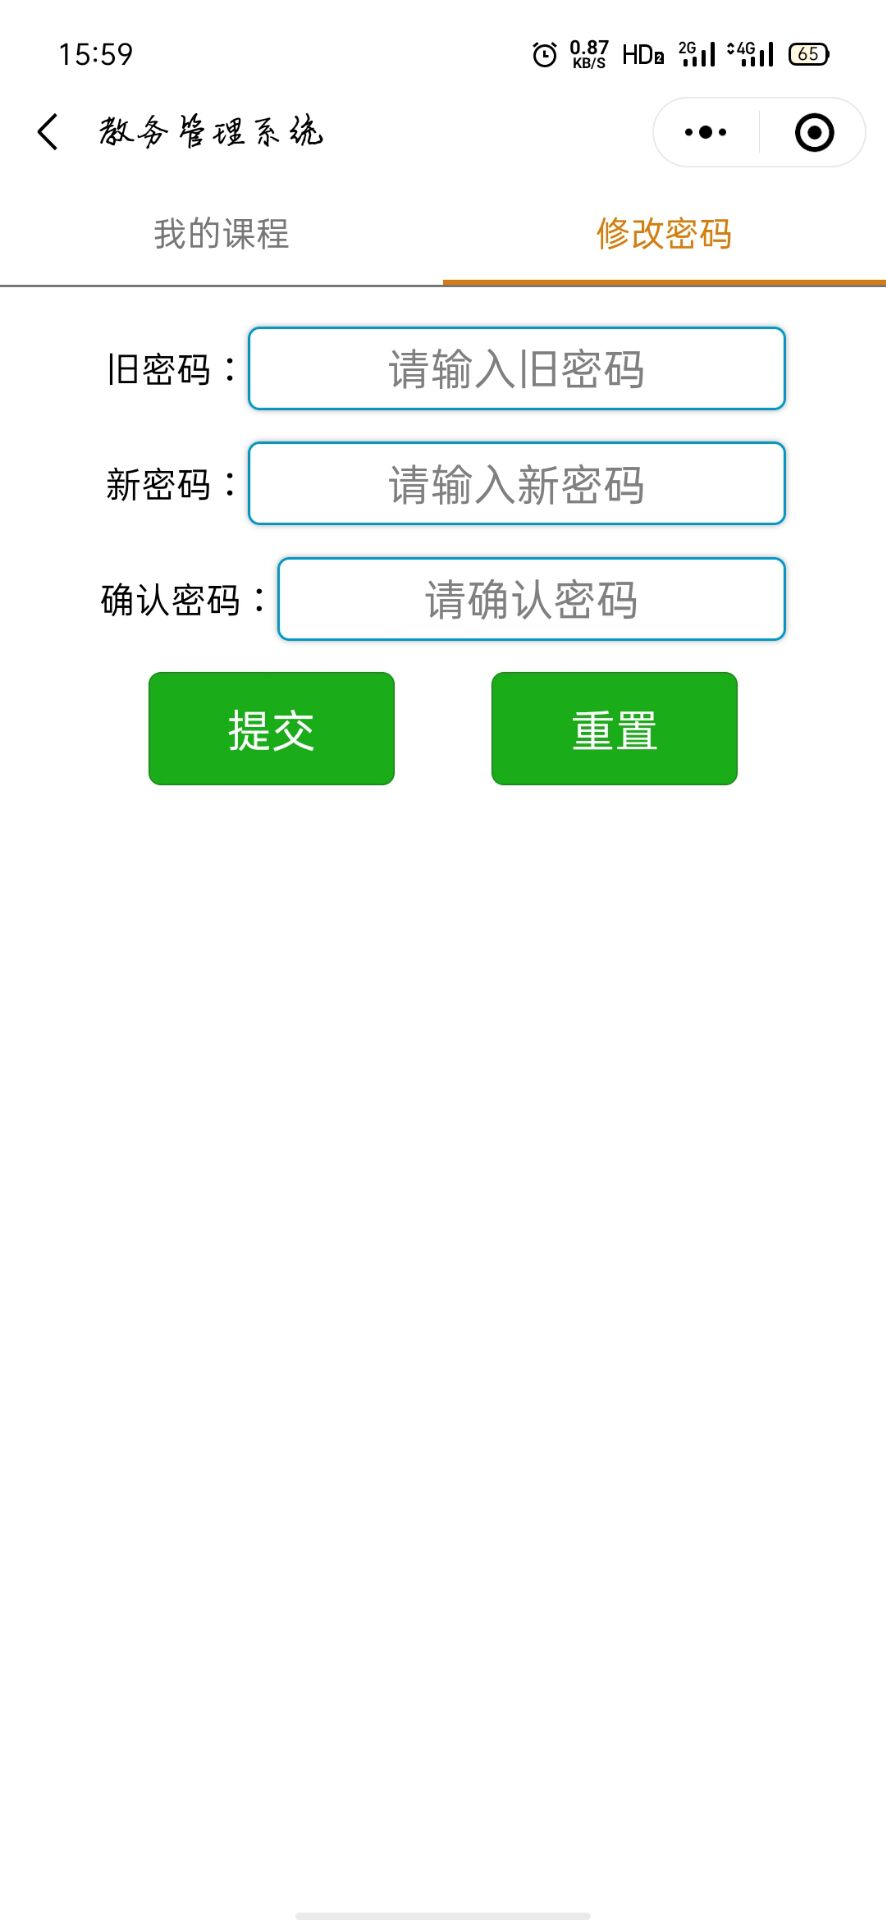 15:59 0.87 KB/S HD2 2G 4G 65
教务管理系统
我的课程 修改密码
旧密码： 请输入旧密码
新密码： 请输入新密码
确认密码： 请确认密码
提交 重置